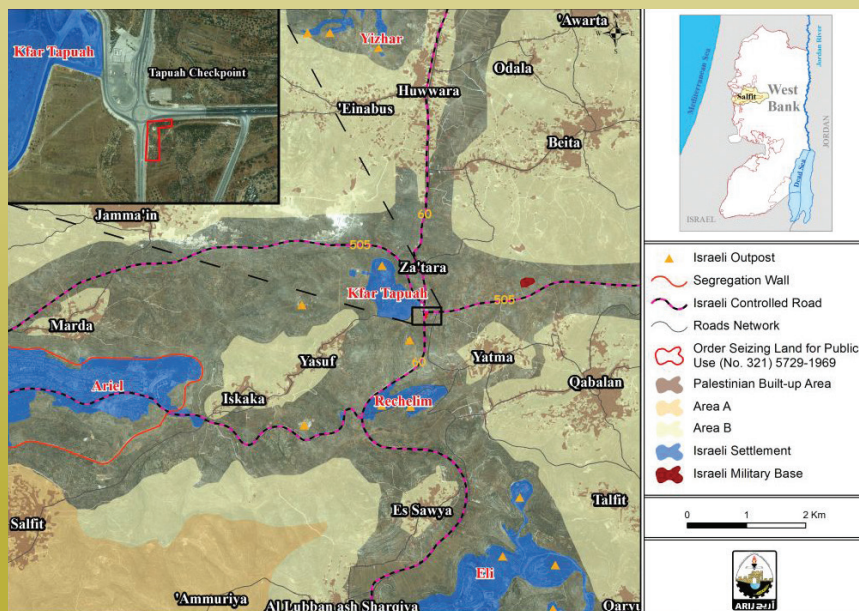 Kfar Tapuah
Tapuah Checkpoint
Yizhar
'Awarta
W
E
Odala
Huwwara
'Einabus
Beita
Jamma'in
60
505
Za'tara
Kfar Tapuah
505
Marda
Yasuf
60
Yatma
Ariel
Iskaka
Rechelim
Qabalan
Salfit
Es Sawya
Talfit
Eli
'Ammuriya
Al Lubban ash Sharqiya
Qaryu
Mediterranean Sea
Jordan River
Salfit
West
Bank
JORDAN
Dead Sea
ISRAEL
Israeli Outpost
Segregation Wall
Israeli Controlled Road
Roads Network
Order Seizing Land for Public
Use (No. 321) 5729-1969
Palestinian Built-up Area
Area A
Area B
Israeli Settlement
Israeli Military Base
0 1 2 Km
ARIJ أريج